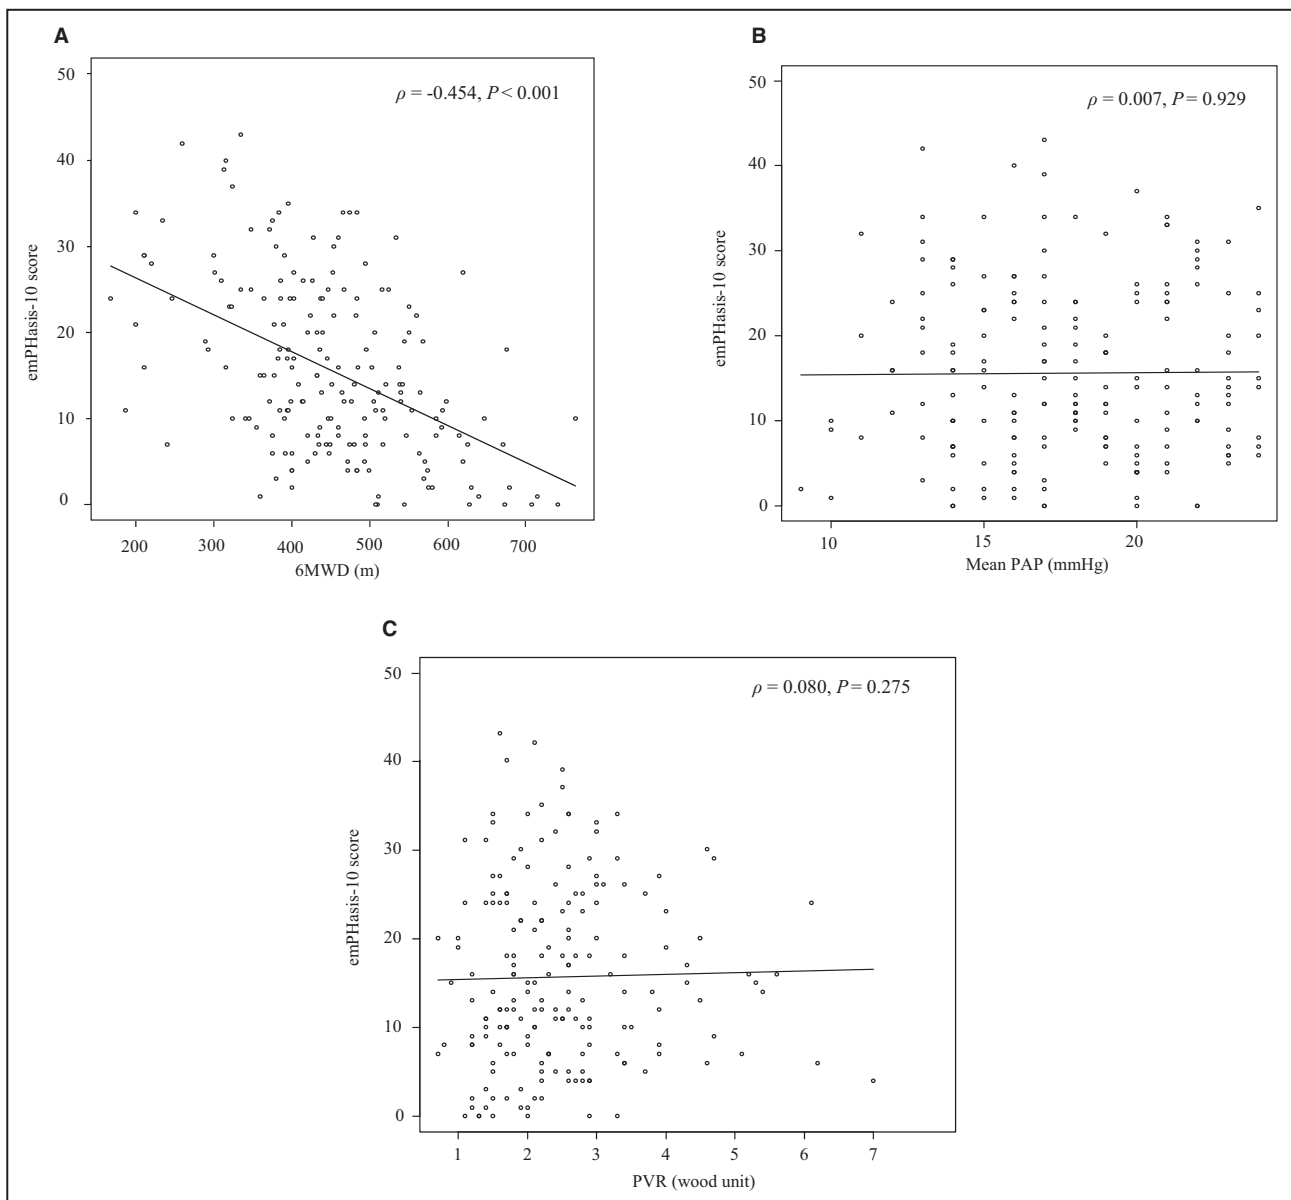 A
50
40
30
20
10
0
emPHasis-10 score
ρ = -0.454, P < 0.001
200 300 400 500 600 700
6MWD (m)
B
50
40
30
20
10
0
emPHasis-10 score
ρ = 0.007, P = 0.929
10 15 20
Mean PAP (mmHg)
C
50
40
30
20
10
0
emPHasis-10 score
ρ = 0.080, P = 0.275
1 2 3 4 5 6 7
PVR (wood unit)